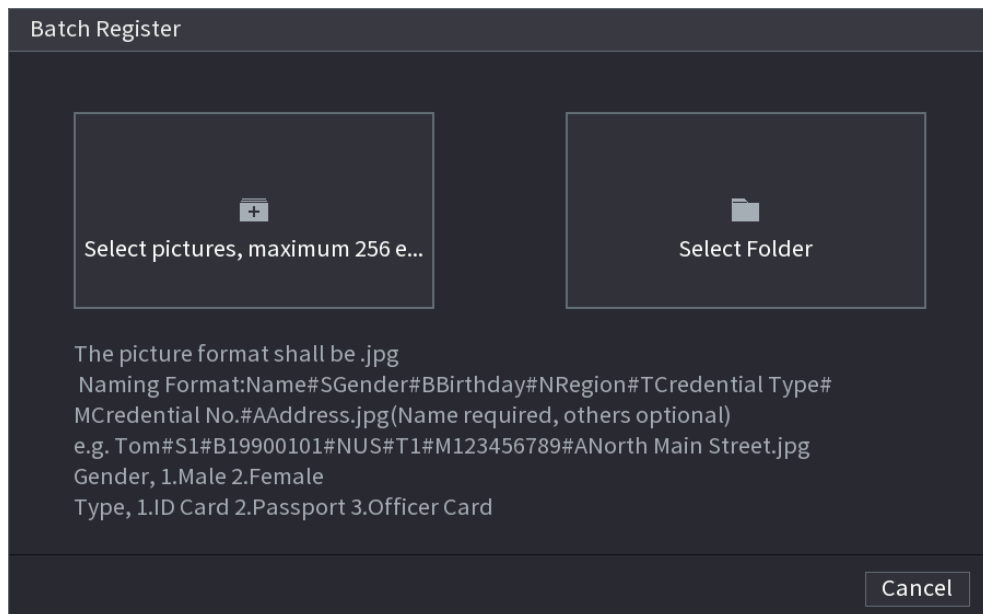 Batch Register
Select pictures, maximum 256 e...
Select Folder
The picture format shall be .jpg
Naming Format:Name#SGender#BBirthday#NRegion#TCredential Type#
MCredential No.#AAddress.jpg(Name required, others optional)
e.g. Tom#S1#B19900101#NUS#T1#M123456789#ANorth Main Street.jpg
Gender, 1.Male 2.Female
Type, 1.ID Card 2.Passport 3.Officer Card
Cancel